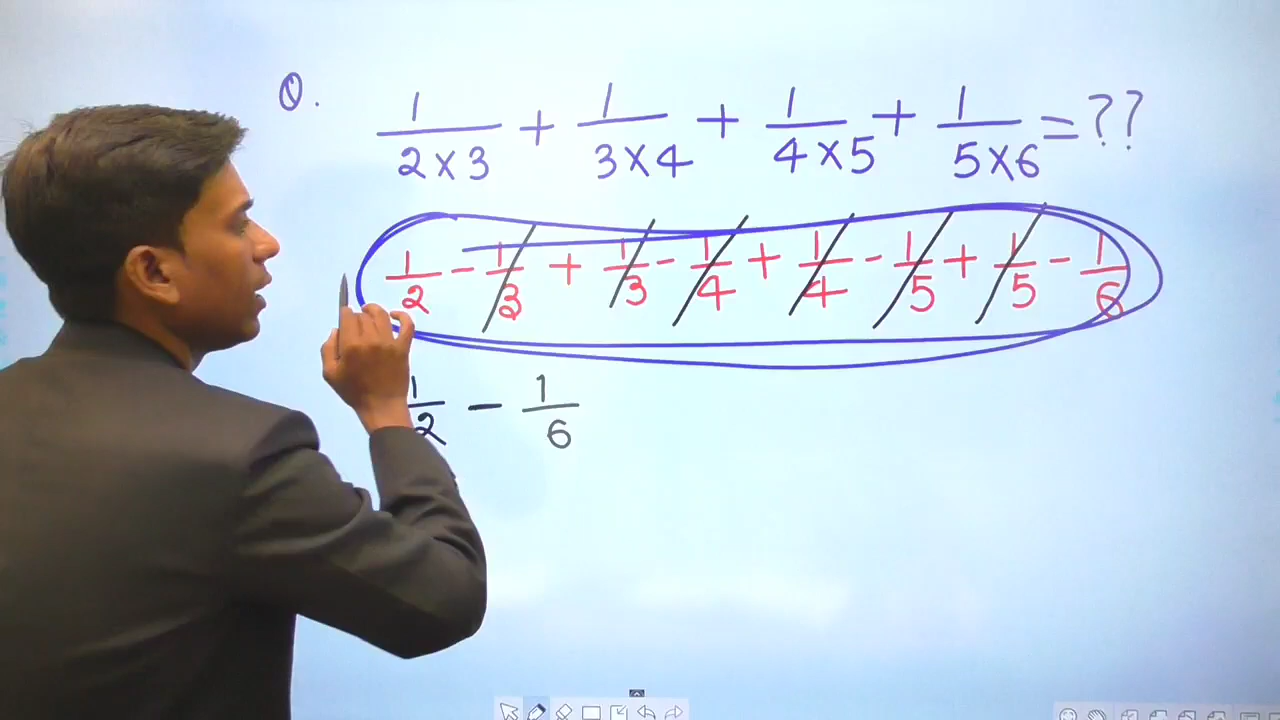 Q. 1/(2×3) + 1/(3×4) + 1/(4×5) + 1/(5×6) = ??
1/2 - 1/3 + 1/3 - 1/4 + 1/4 - 1/5 + 1/5 - 1/6
1/2 - 1/6